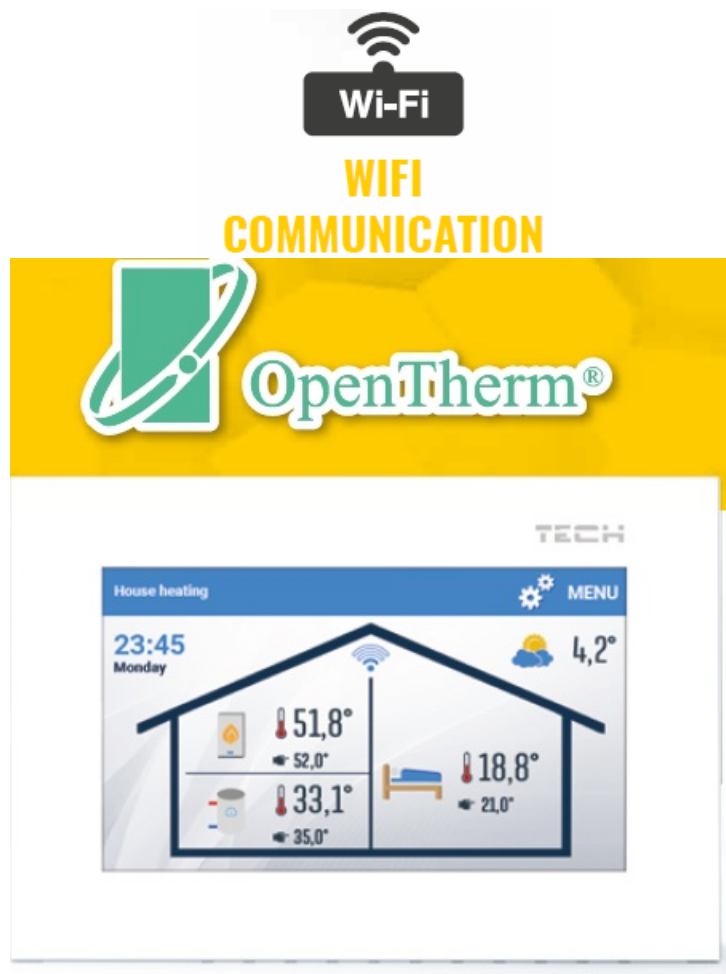 Wi-Fi
WIFI
COMMUNICATION
OpenTherm®
TECH
House heating
MENU
23:45
Monday
4,2°
51,8°
52,0°
33,1°
35,0°
18,8°
21,0°